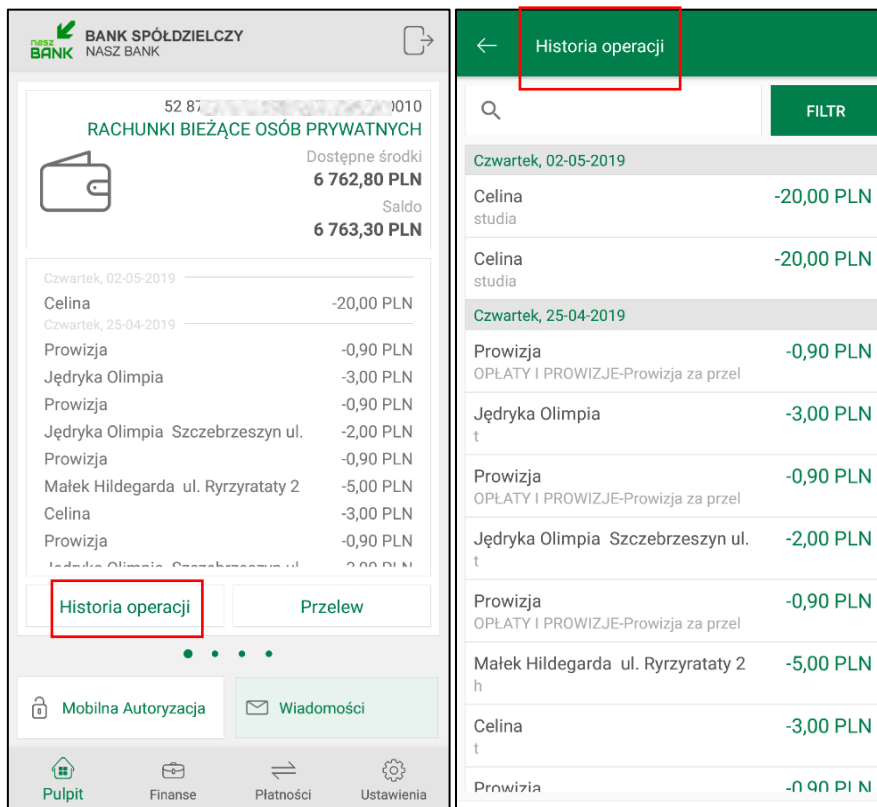 nasz BANK
BANK SPÓŁDZIELCZY
NASZ BANK
52 87 0010
RACHUNKI BIEŻĄCE OSÓB PRYWATNYCH
Dostępne środki
6 762,80 PLN
Saldo
6 763,30 PLN
Czwartek, 02-05-2019
Celina -20,00 PLN
Czwartek, 25-04-2019
Prowizja -0,90 PLN
Jędryka Olimpia -3,00 PLN
Prowizja -0,90 PLN
Jędryka Olimpia Szczebrzeszyn ul. -2,00 PLN
Prowizja -0,90 PLN
Małek Hildegarda ul. Ryrzyrataty 2 -5,00 PLN
Celina -3,00 PLN
Prowizja -0,90 PLN
Historia operacji Przelew
Mobilna Autoryzacja Wiadomości
Pulpit Finanse Płatności Ustawienia
Historia operacji
FILTR
Czwartek, 02-05-2019
Celina -20,00 PLN
studia
Celina -20,00 PLN
studia
Czwartek, 25-04-2019
Prowizja -0,90 PLN
OPŁATY I PROWIZJE-Prowizja za przel
Jędryka Olimpia -3,00 PLN
t
Prowizja -0,90 PLN
OPŁATY I PROWIZJE-Prowizja za przel
Jędryka Olimpia Szczebrzeszyn ul. -2,00 PLN
t
Prowizja -0,90 PLN
OPŁATY I PROWIZJE-Prowizja za przel
Małek Hildegarda ul. Ryrzyrataty 2 -5,00 PLN
h
Celina -3,00 PLN
t
Prowizja -0,90 PLN